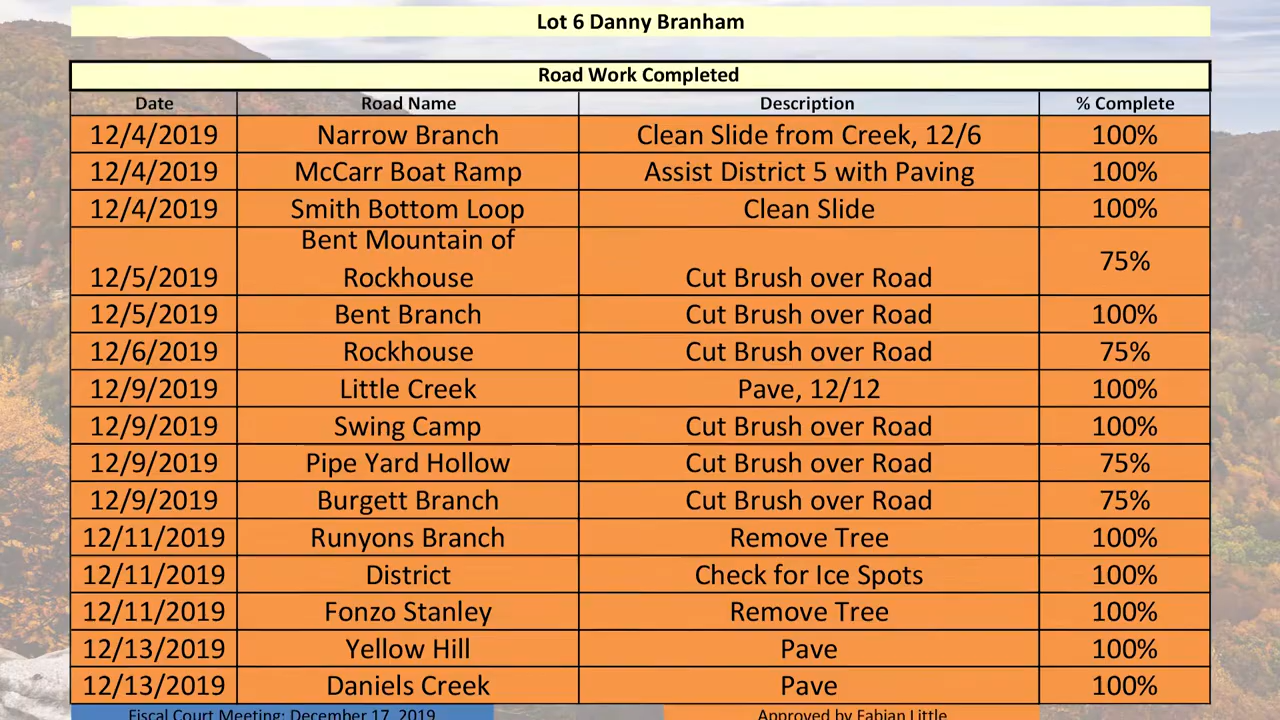 Lot 6 Danny Branham
Road Work Completed
Date Road Name Description % Complete
12/4/2019 Narrow Branch Clean Slide from Creek, 12/6 100%
12/4/2019 McCarr Boat Ramp Assist District 5 with Paving 100%
12/4/2019 Smith Bottom Loop Clean Slide 100%
Bent Mountain of
12/5/2019 Rockhouse Cut Brush over Road 75%
12/5/2019 Bent Branch Cut Brush over Road 100%
12/6/2019 Rockhouse Cut Brush over Road 75%
12/9/2019 Little Creek Pave, 12/12 100%
12/9/2019 Swing Camp Cut Brush over Road 100%
12/9/2019 Pipe Yard Hollow Cut Brush over Road 75%
12/9/2019 Burgett Branch Cut Brush over Road 75%
12/11/2019 Runyons Branch Remove Tree 100%
12/11/2019 District Check for Ice Spots 100%
12/11/2019 Fonzo Stanley Remove Tree 100%
12/13/2019 Yellow Hill Pave 100%
12/13/2019 Daniels Creek Pave 100%
Fiscal Court Meeting: December 17, 2019 Approved by Fabian Little